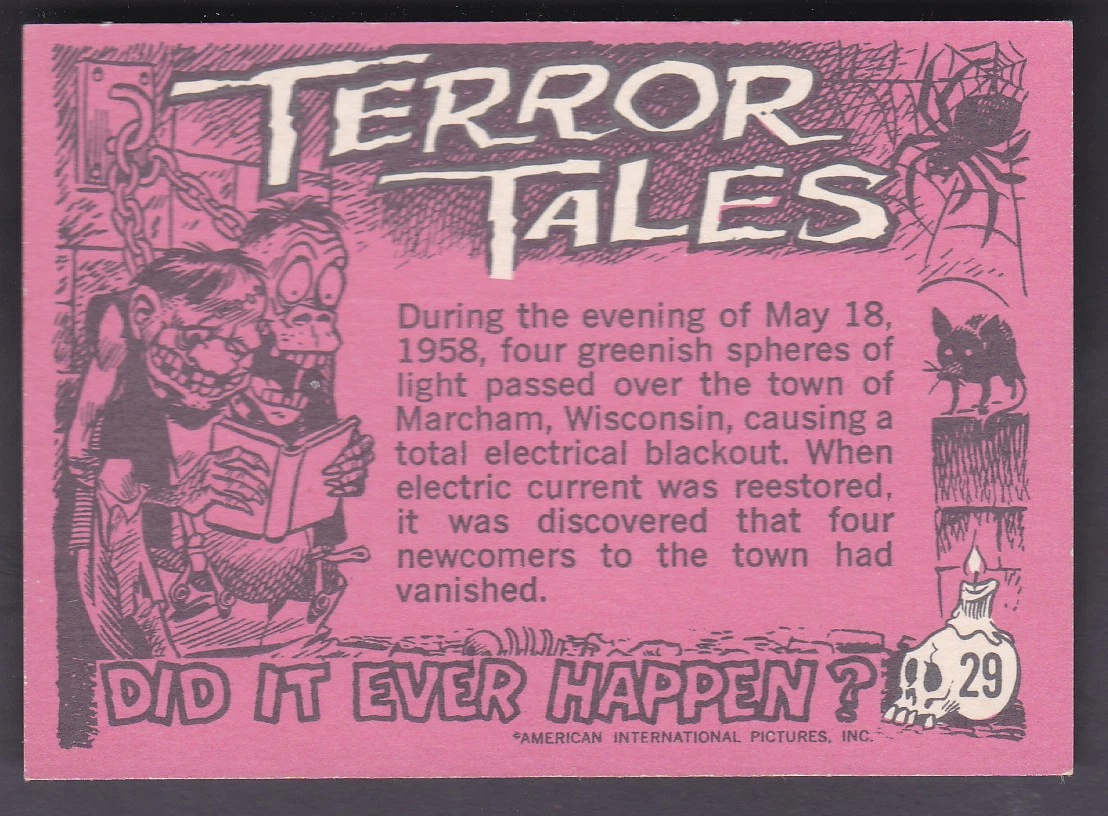 TERROR
TALES
During the evening of May 18,
1958, four greenish spheres of
light passed over the town of
Marcham, Wisconsin, causing a
total electrical blackout. When
electric current was reestored,
it was discovered that four
newcomers to the town had
vanished.
DID IT EVER HAPPEN?
29
©AMERICAN INTERNATIONAL PICTURES, INC.